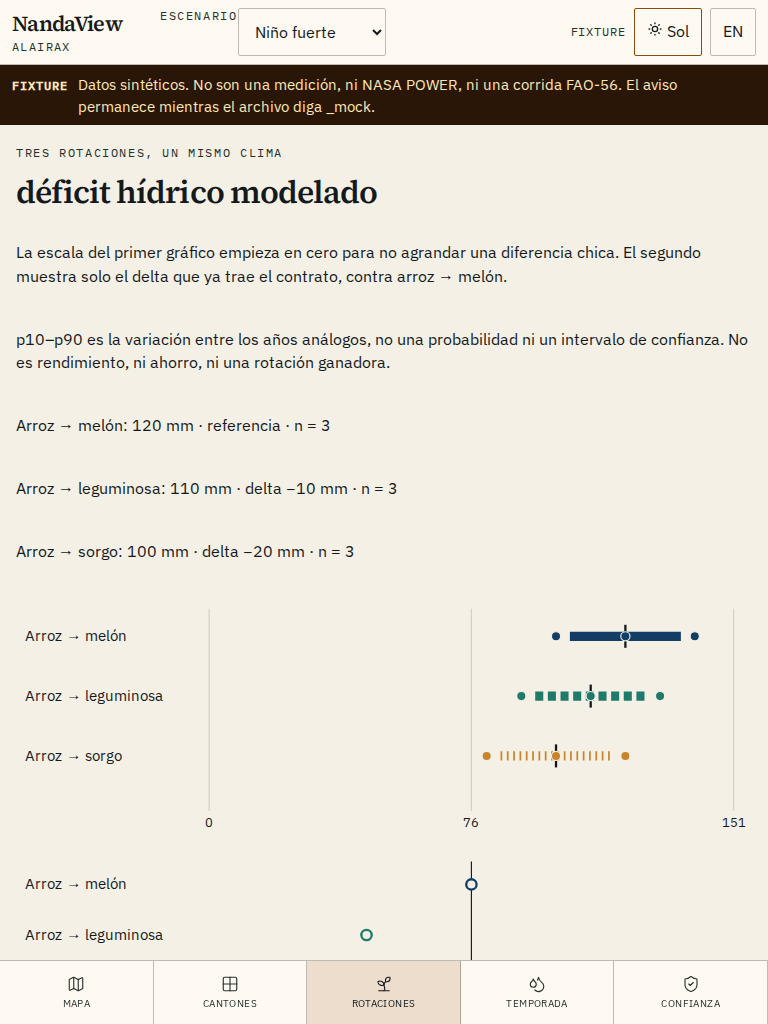 NandaView
ALAIRAX
ESCENARIO
Niño fuerte
FIXTURE
Sol
EN
FIXTURE
Datos sintéticos. No son una medición, ni NASA POWER, ni una corrida FAO-56. El aviso
permanece mientras el archivo diga _mock.
TRES ROTACIONES, UN MISMO CLIMA
déficit hídrico modelado
La escala del primer gráfico empieza en cero para no agrandar una diferencia chica. El segundo
muestra solo el delta que ya trae el contrato, contra arroz → melón.
p10–p90 es la variación entre los años análogos, no una probabilidad ni un intervalo de confianza. No
es rendimiento, ni ahorro, ni una rotación ganadora.
Arroz → melón: 120 mm · referencia · n = 3
Arroz → leguminosa: 110 mm · delta −10 mm · n = 3
Arroz → sorgo: 100 mm · delta −20 mm · n = 3
Arroz → melón
Arroz → leguminosa
Arroz → sorgo
0
76
151
Arroz → melón
Arroz → leguminosa
MAPA
CANTONES
ROTACIONES
TEMPORADA
CONFIANZA